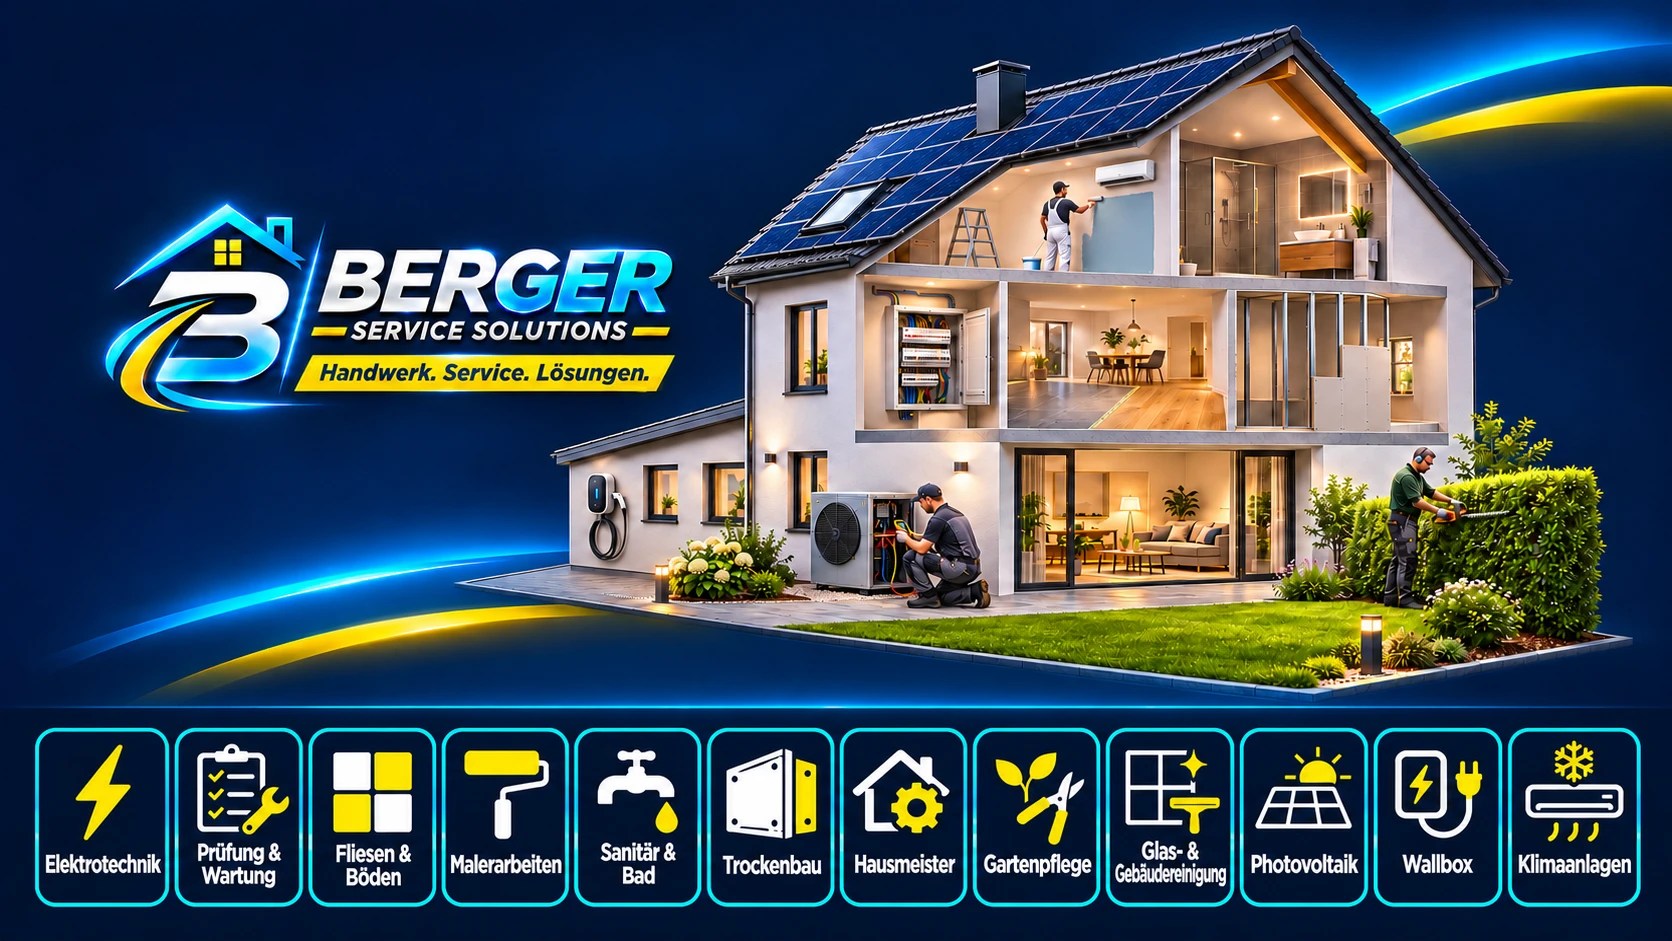 BERGER
SERVICE SOLUTIONS
Handwerk. Service. Lösungen.
Elektrotechnik
Prüfung &
Wartung
Fliesen &
Böden
Malerarbeiten
Sanitär &
Bad
Trockenbau
Hausmeister
Gartenpflege
Glas- &
Gebäudereinigung
Photovoltaik
Wallbox
Klimaanlagen